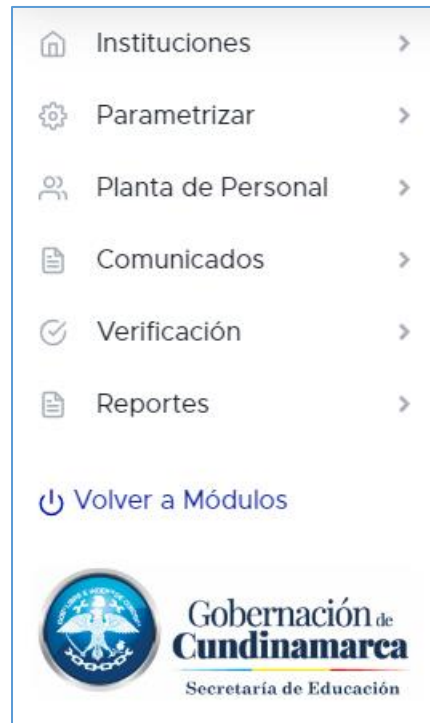 Instituciones
Parametrizar
Planta de Personal
Comunicados
Verificación
Reportes
Volver a Módulos
Gobernación de
Cundinamarca
Secretaría de Educación